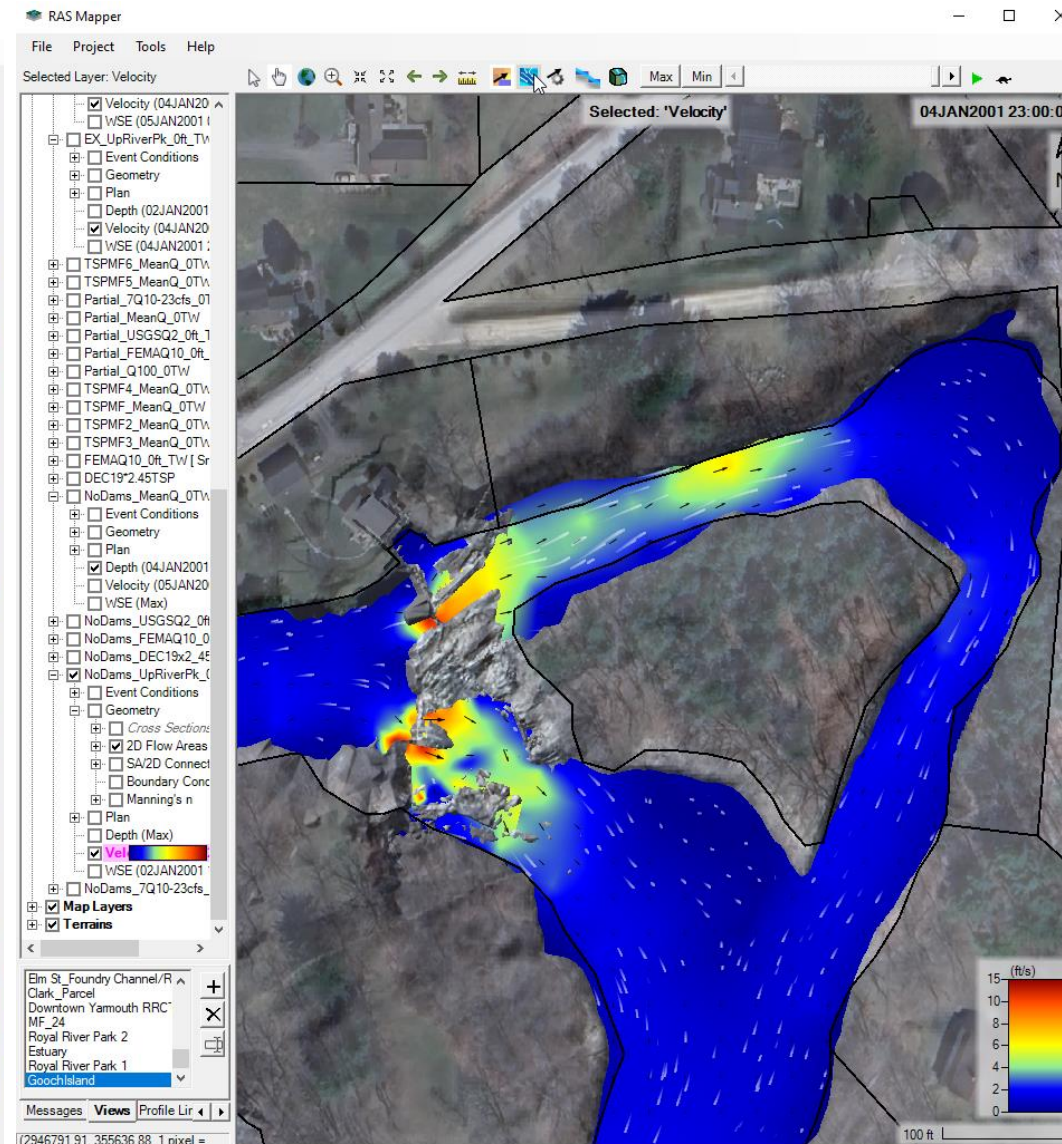 RAS Mapper
File Project Tools Help
Selected Layer: Velocity
Max Min
Velocity (04JAN20
WSE (05JAN2001 (
EX_UpRiverPk_0ft_TW
Event Conditions
Geometry
Plan
Depth (02JAN2001
Velocity (04JAN20
WSE (04JAN2001 2
TSPMF6_MeanQ_0TW
TSPMF5_MeanQ_0TW
Partial_7Q10-23cfs_0T
Partial_MeanQ_0TW
Partial_USGSQ2_0ft_T
Partial_FEMAQ10_0ft_
Partial_Q100_0TW
TSPMF4_MeanQ_0TW
TSPMF_MeanQ_0TW
TSPMF2_MeanQ_0TW
TSPMF3_MeanQ_0TW
FEMAQ10_0ft_TW [ Sr
DEC19*2.45TSP
NoDams_MeanQ_0TW
Event Conditions
Geometry
Plan
Depth (04JAN2001
Velocity (05JAN20
WSE (Max)
NoDams_USGSQ2_0ft
NoDams_FEMAQ10_0
NoDams_DEC19x2_45
NoDams_UpRiverPk_(
Event Conditions
Geometry
Cross Sections
2D Flow Areas
SA/2D Connect
Boundary Conc
Manning's n
Plan
Depth (Max)
Vel
WSE (02JAN2001 1
NoDams_7Q10-23cfs_
Map Layers
Terrains
Elm St_Foundry Channel/R
Clark_Parcel
Downtown Yarmouth RRCT
MF_24
Royal River Park 2
Estuary
Royal River Park 1
GoochIsland
Messages Views Profile Lir
(2946791.91, 355636.88 1 pixel =
Selected: 'Velocity'
04JAN2001 23:00:0
(ft/s)
15
10
8
6
4
2
0
100 ft